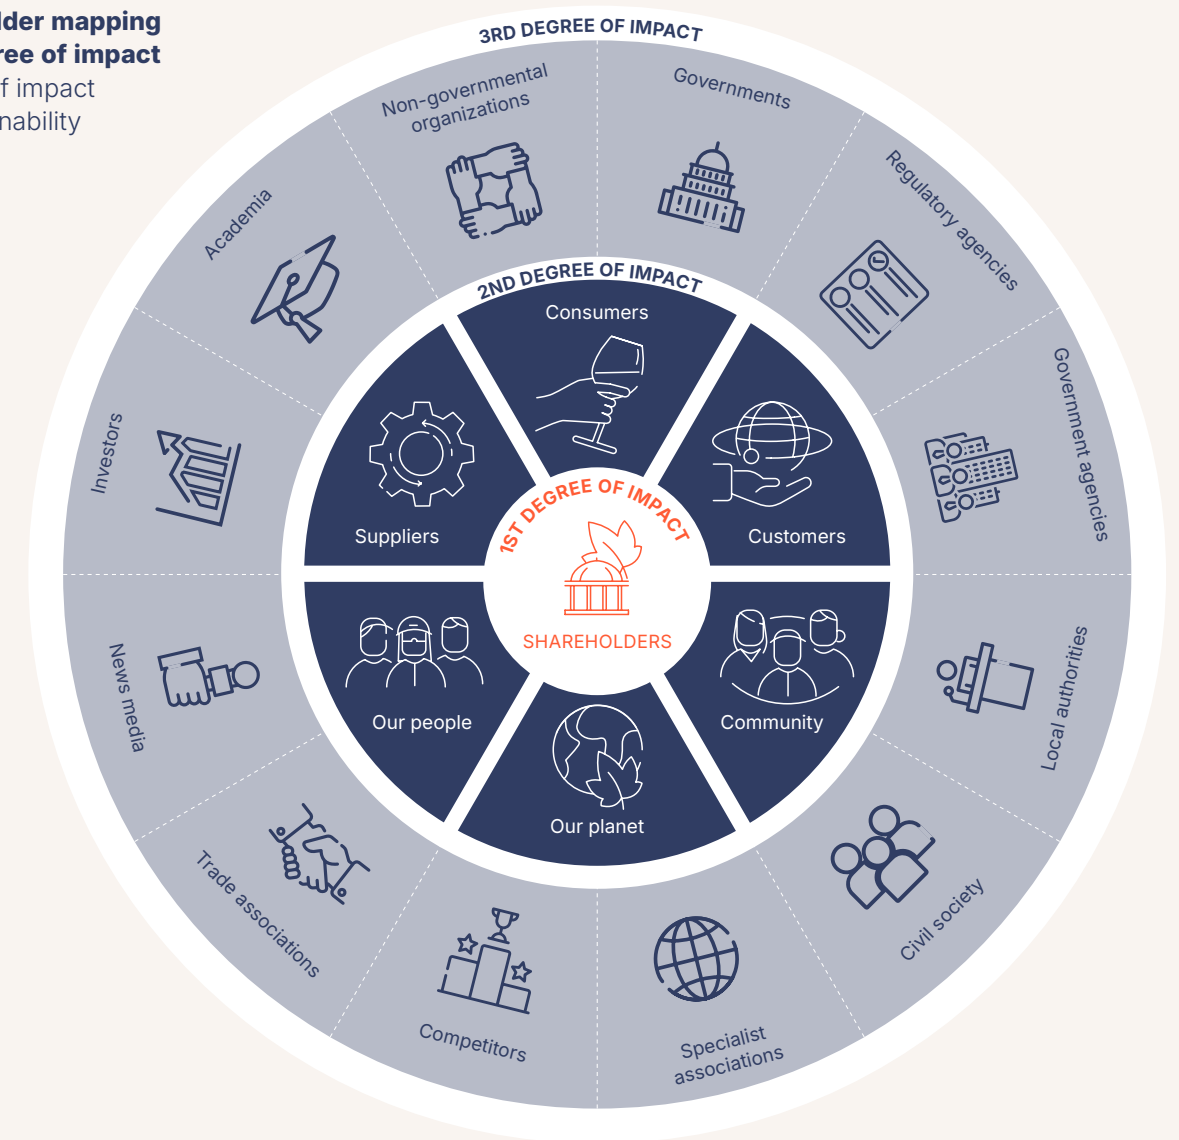 lder mapping
ree of impact
f impact
nability
3RD DEGREE OF IMPACT
Non-governmental
organizations
Governments
Regulatory agencies
Government agencies
Local authorities
Civil society
Specialist
associations
Competitors
Trade associations
News media
Investors
Academia
2ND DEGREE OF IMPACT
Consumers
Customers
Community
Our planet
Our people
Suppliers
1ST DEGREE OF IMPACT
SHAREHOLDERS